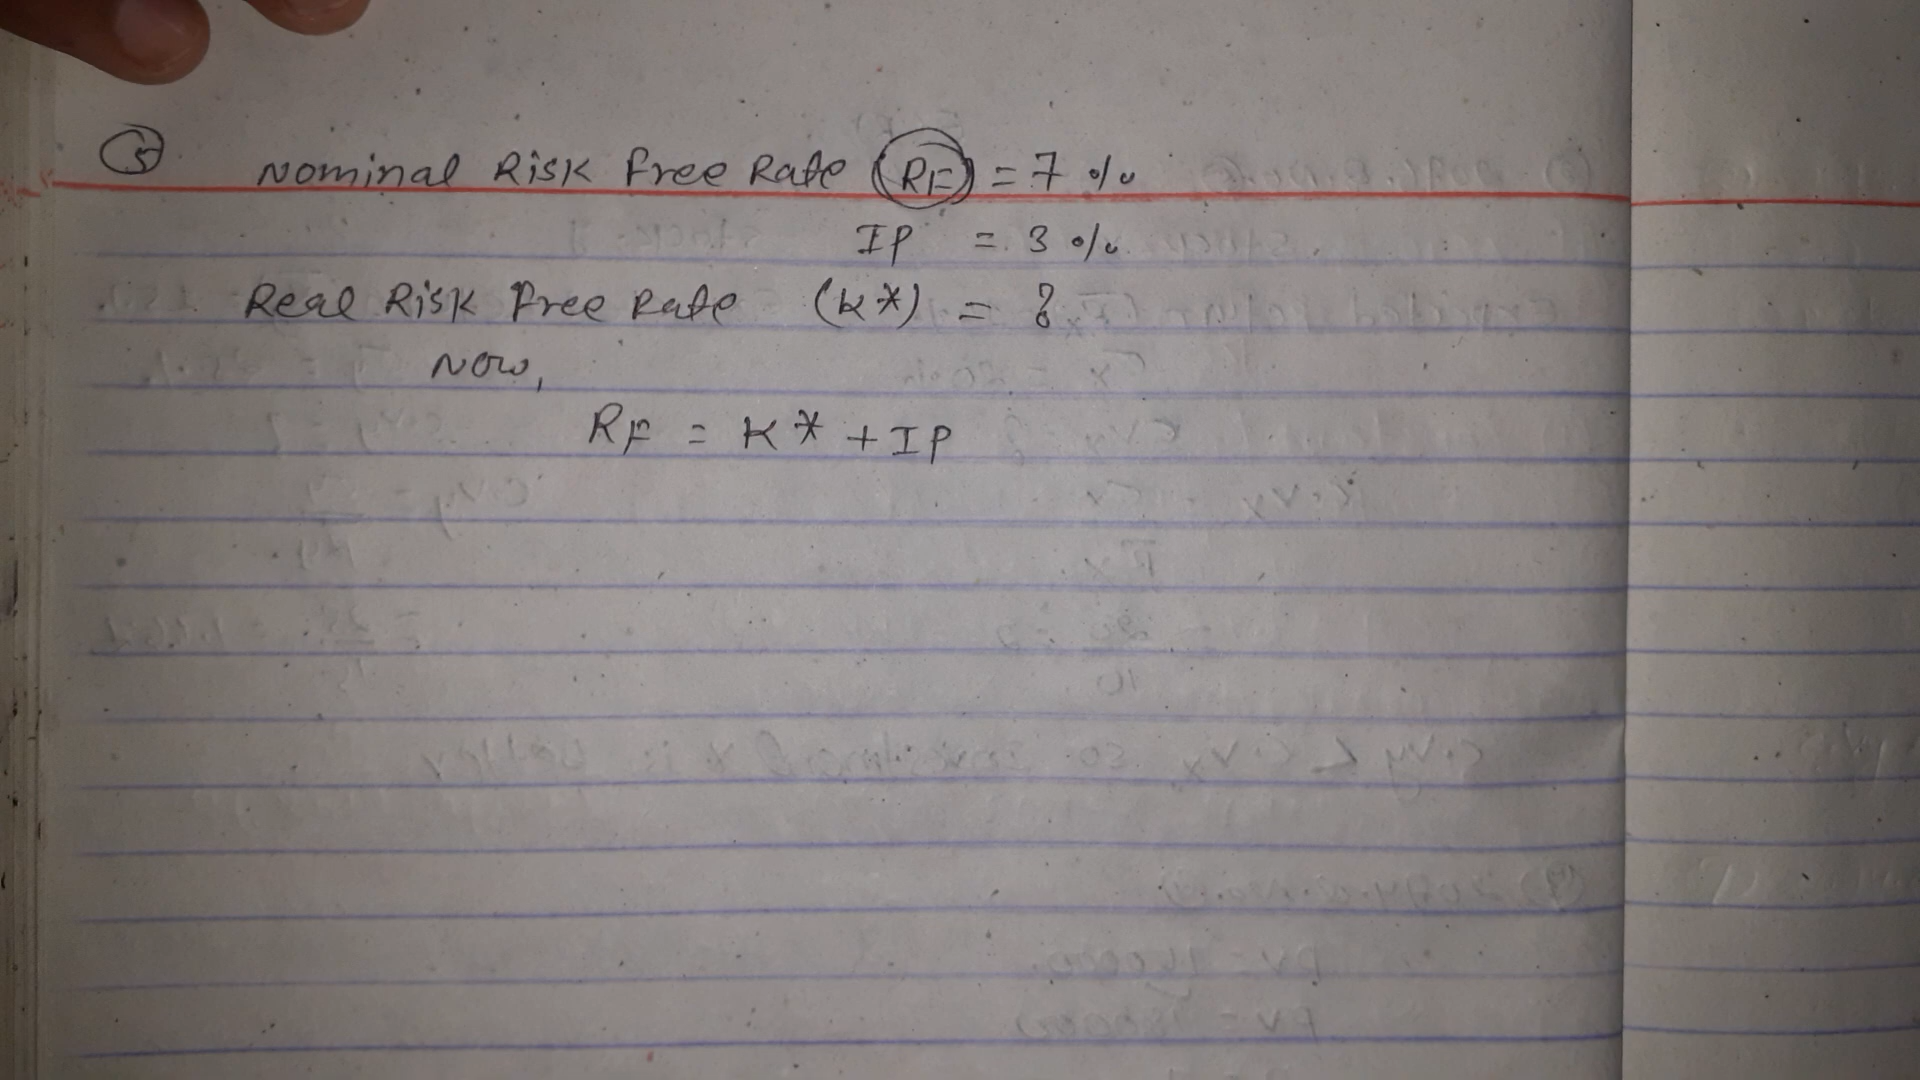 5 Nominal Risk Free Rate (RF) = 7 %
IP = 3 %
Real Risk Free Rate (K*) = ?
Now,
RF = K* + IP